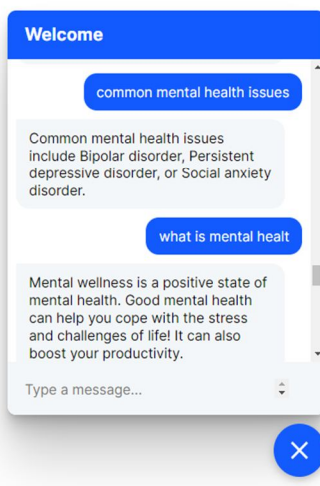 Welcome
common mental health issues
Common mental health issues
include Bipolar disorder, Persistent
depressive disorder, or Social anxiety
disorder.
what is mental healt
Mental wellness is a positive state of
mental health. Good mental health
can help you cope with the stress
and challenges of life! It can also
boost your productivity.
Type a message...